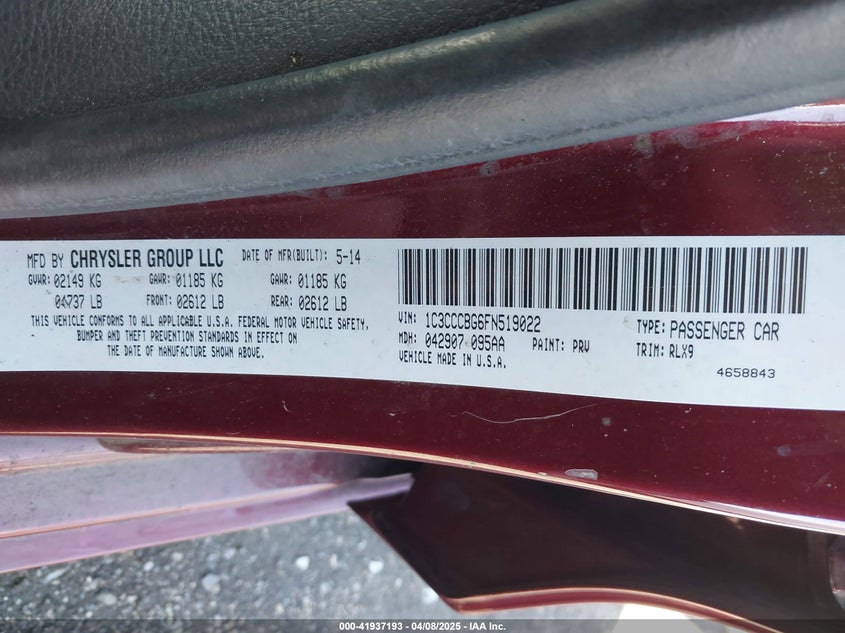 MFD BY CHRYSLER GROUP LLC DATE OF MFR(BUILT): 5-14
GVWR: 02149 KG GAWR: 01185 KG GAWR: 01185 KG
04737 LB FRONT: 02612 LB REAR: 02612 LB
THIS VEHICLE CONFORMS TO ALL APPLICABLE U.S.A. FEDERAL MOTOR VEHICLE SAFETY,
BUMPER AND THEFT PREVENTION STANDARDS IN EFFECT ON
THE DATE OF MANUFACTURE SHOWN ABOVE.
VIN: 1C3CCCBG6FN519022 TYPE: PASSENGER CAR
MDH: 042907 095AA PAINT: PRV TRIM: RLX9
VEHICLE MADE IN U.S.A.
4658843
000-41937193 - 04/08/2025 - IAA Inc.